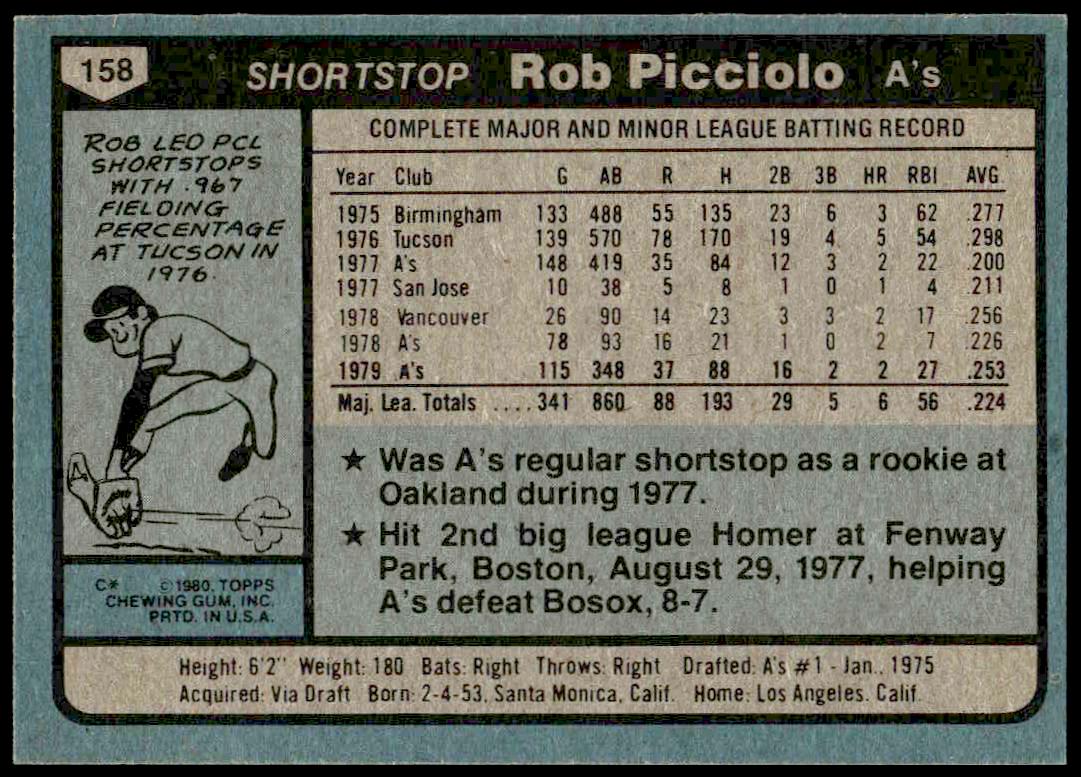 158
SHORTSTOP Rob Picciolo A's
ROB LED PCL
SHORTSTOPS
WITH .967
FIELDING
PERCENTAGE
AT TUCSON IN
1976.
COMPLETE MAJOR AND MINOR LEAGUE BATTING RECORD
Year Club G AB R H 2B 3B HR RBI AVG.
1975 Birmingham 133 488 55 135 23 6 3 62 .277
1976 Tucson 139 570 78 170 19 4 5 54 .298
1977 A's 148 419 35 84 12 3 2 22 .200
1977 San Jose 10 38 5 8 1 0 1 4 .211
1978 Vancouver 26 90 14 23 3 3 2 17 .256
1978 A's 78 93 16 21 1 0 2 7 .226
1979 A's 115 348 37 88 16 2 2 27 .253
Maj. Lea. Totals .... 341 860 88 193 29 5 6 56 .224
★ Was A's regular shortstop as a rookie at
Oakland during 1977.
★ Hit 2nd big league Homer at Fenway
Park, Boston, August 29, 1977, helping
A's defeat Bosox, 8-7.
C* ©1980, TOPPS
CHEWING GUM, INC.
PRTD. IN U.S.A.
Height: 6'2" Weight: 180 Bats: Right Throws: Right Drafted: A's #1 - Jan., 1975
Acquired: Via Draft Born: 2-4-53, Santa Monica, Calif. Home: Los Angeles, Calif.